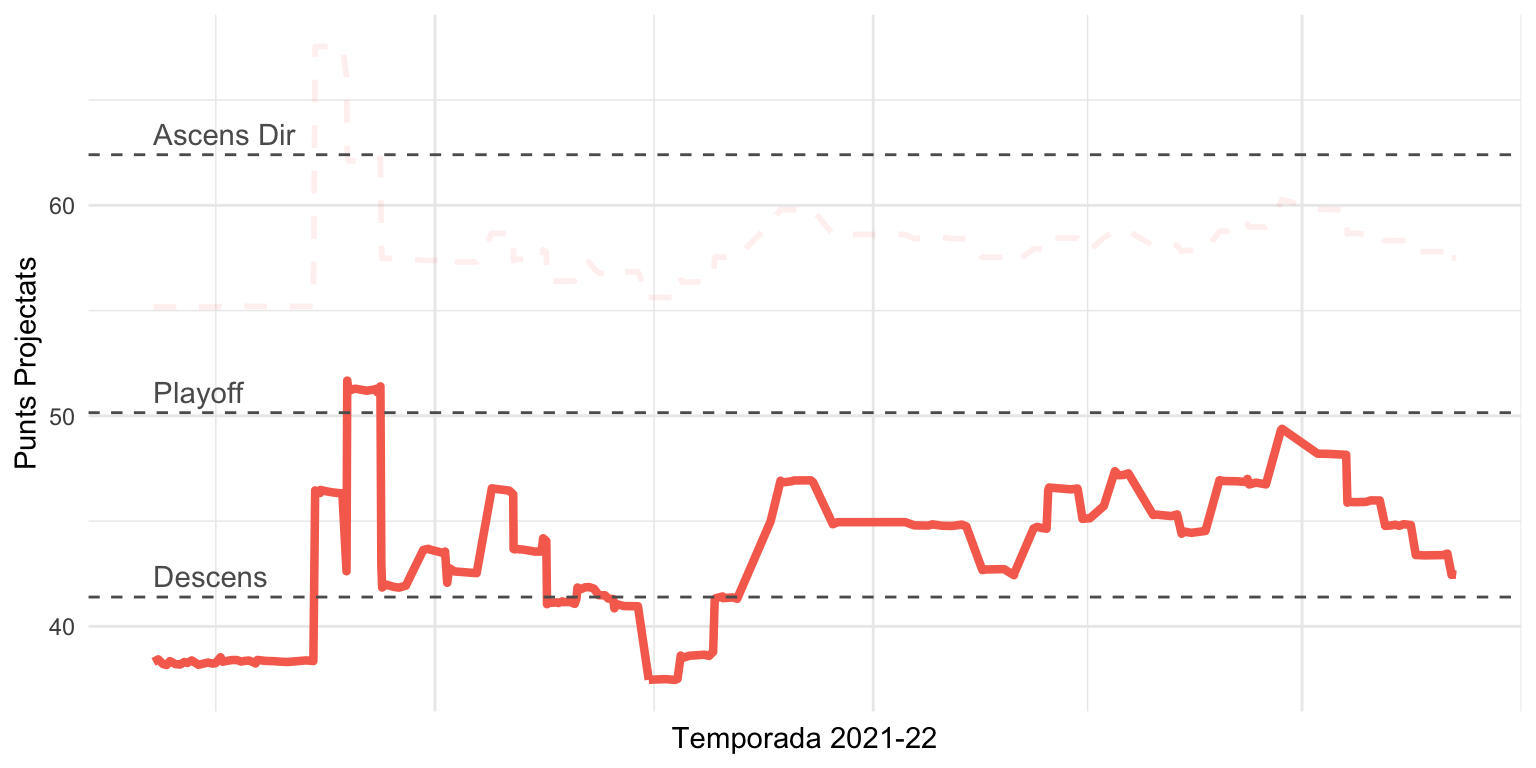 Ascens Dir
60
Playoff
50
Descens
40
Punts Projectats
Temporada 2021-22